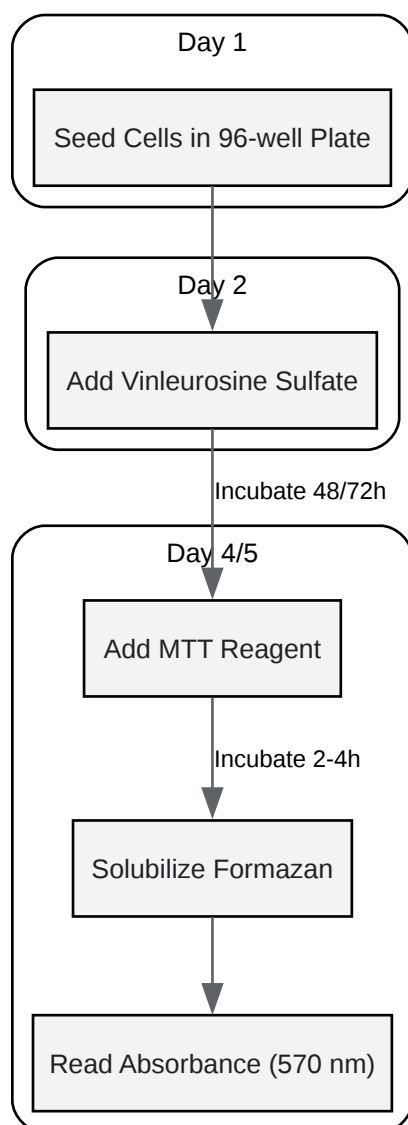 Day 1
Seed Cells in 96-well Plate
Day 2
Add Vinleurosine Sulfate
Incubate 48/72h
Day 4/5
Add MTT Reagent
Incubate 2-4h
Solubilize Formazan
Read Absorbance (570 nm)